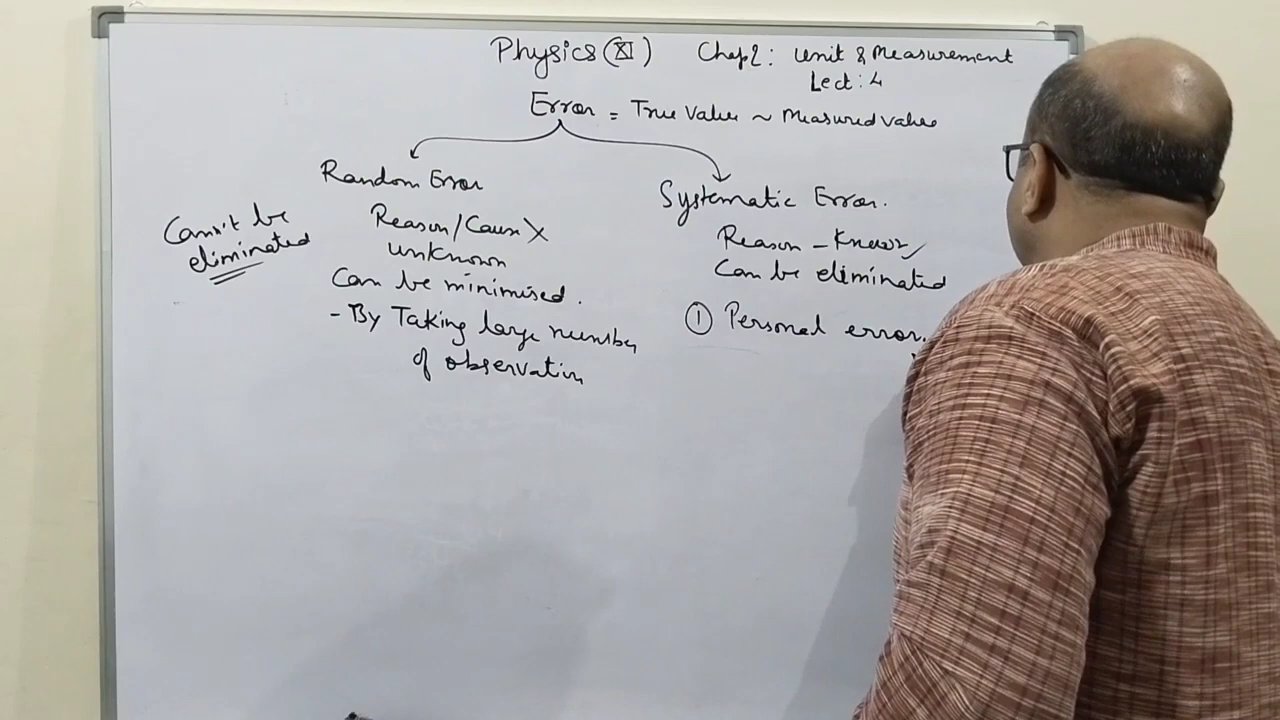 Physics (XI) Chap 2: Unit & Measurement
Lect: 4
Error = True Value ~ Measured value
Random Error
Reason/Cause X
unknown
Can be minimised.
- By Taking large number
of observation
Can't be
eliminated
Systematic Error.
Reason - Known
Can be eliminated
① Personal error.